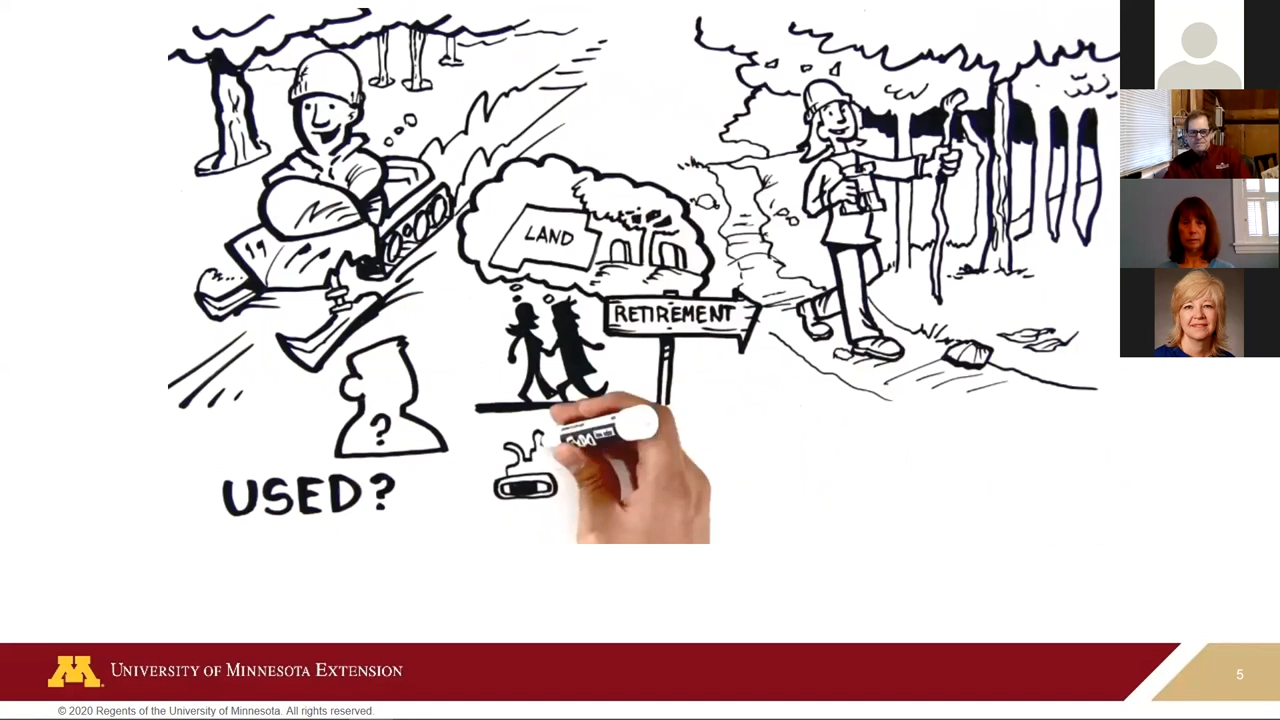 LAND
RETIREMENT
?
USED?
UNIVERSITY OF MINNESOTA EXTENSION
5
© 2020 Regents of the University of Minnesota. All rights reserved.